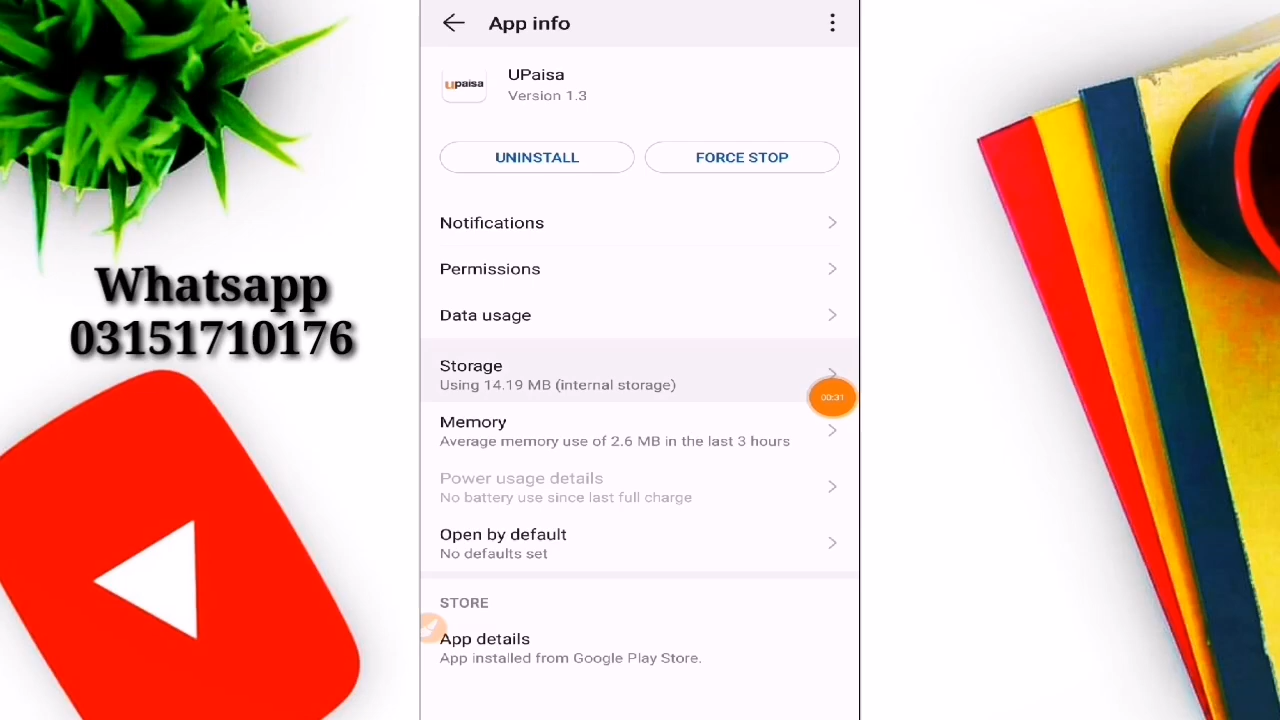 App info
upaisa
UPaisa
Version 1.3
UNINSTALL
FORCE STOP
Notifications
Permissions
Data usage
Storage
Using 14.19 MB (internal storage)
00:31
Memory
Average memory use of 2.6 MB in the last 3 hours
Power usage details
No battery use since last full charge
Open by default
No defaults set
STORE
App details
App installed from Google Play Store.
Whatsapp
03151710176